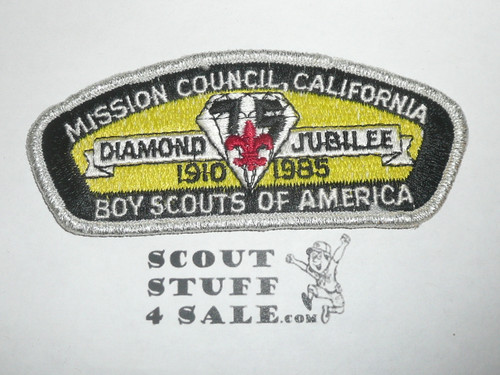 MISSION COUNCIL, CALIFORNIA
75
DIAMOND JUBILEE
1910 1985
BOY SCOUTS OF AMERICA
SCOUT
STUFF
4 SALE.COM